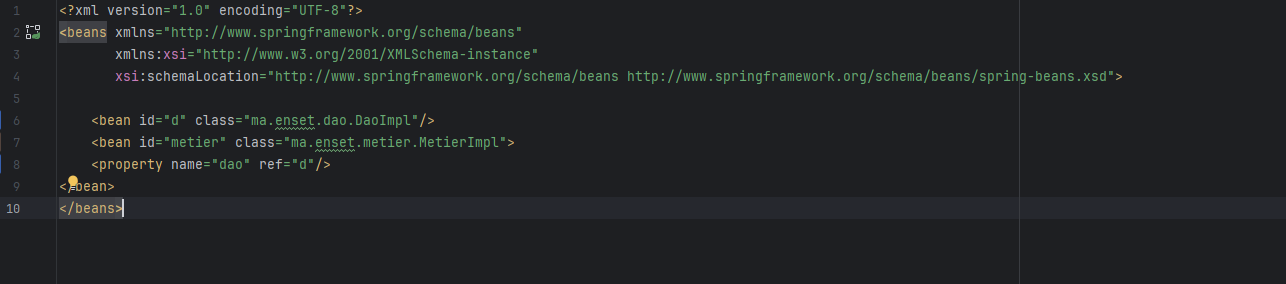 1 <?xml version="1.0" encoding="UTF-8"?>
2 <beans xmlns="http://www.springframework.org/schema/beans"
3        xmlns:xsi="http://www.w3.org/2001/XMLSchema-instance"
4        xsi:schemaLocation="http://www.springframework.org/schema/beans http://www.springframework.org/schema/beans/spring-beans.xsd">
5
6     <bean id="d" class="ma.enset.dao.DaoImpl"/>
7     <bean id="metier" class="ma.enset.metier.MetierImpl">
8     <property name="dao" ref="d"/>
9 </bean>
10 </beans>